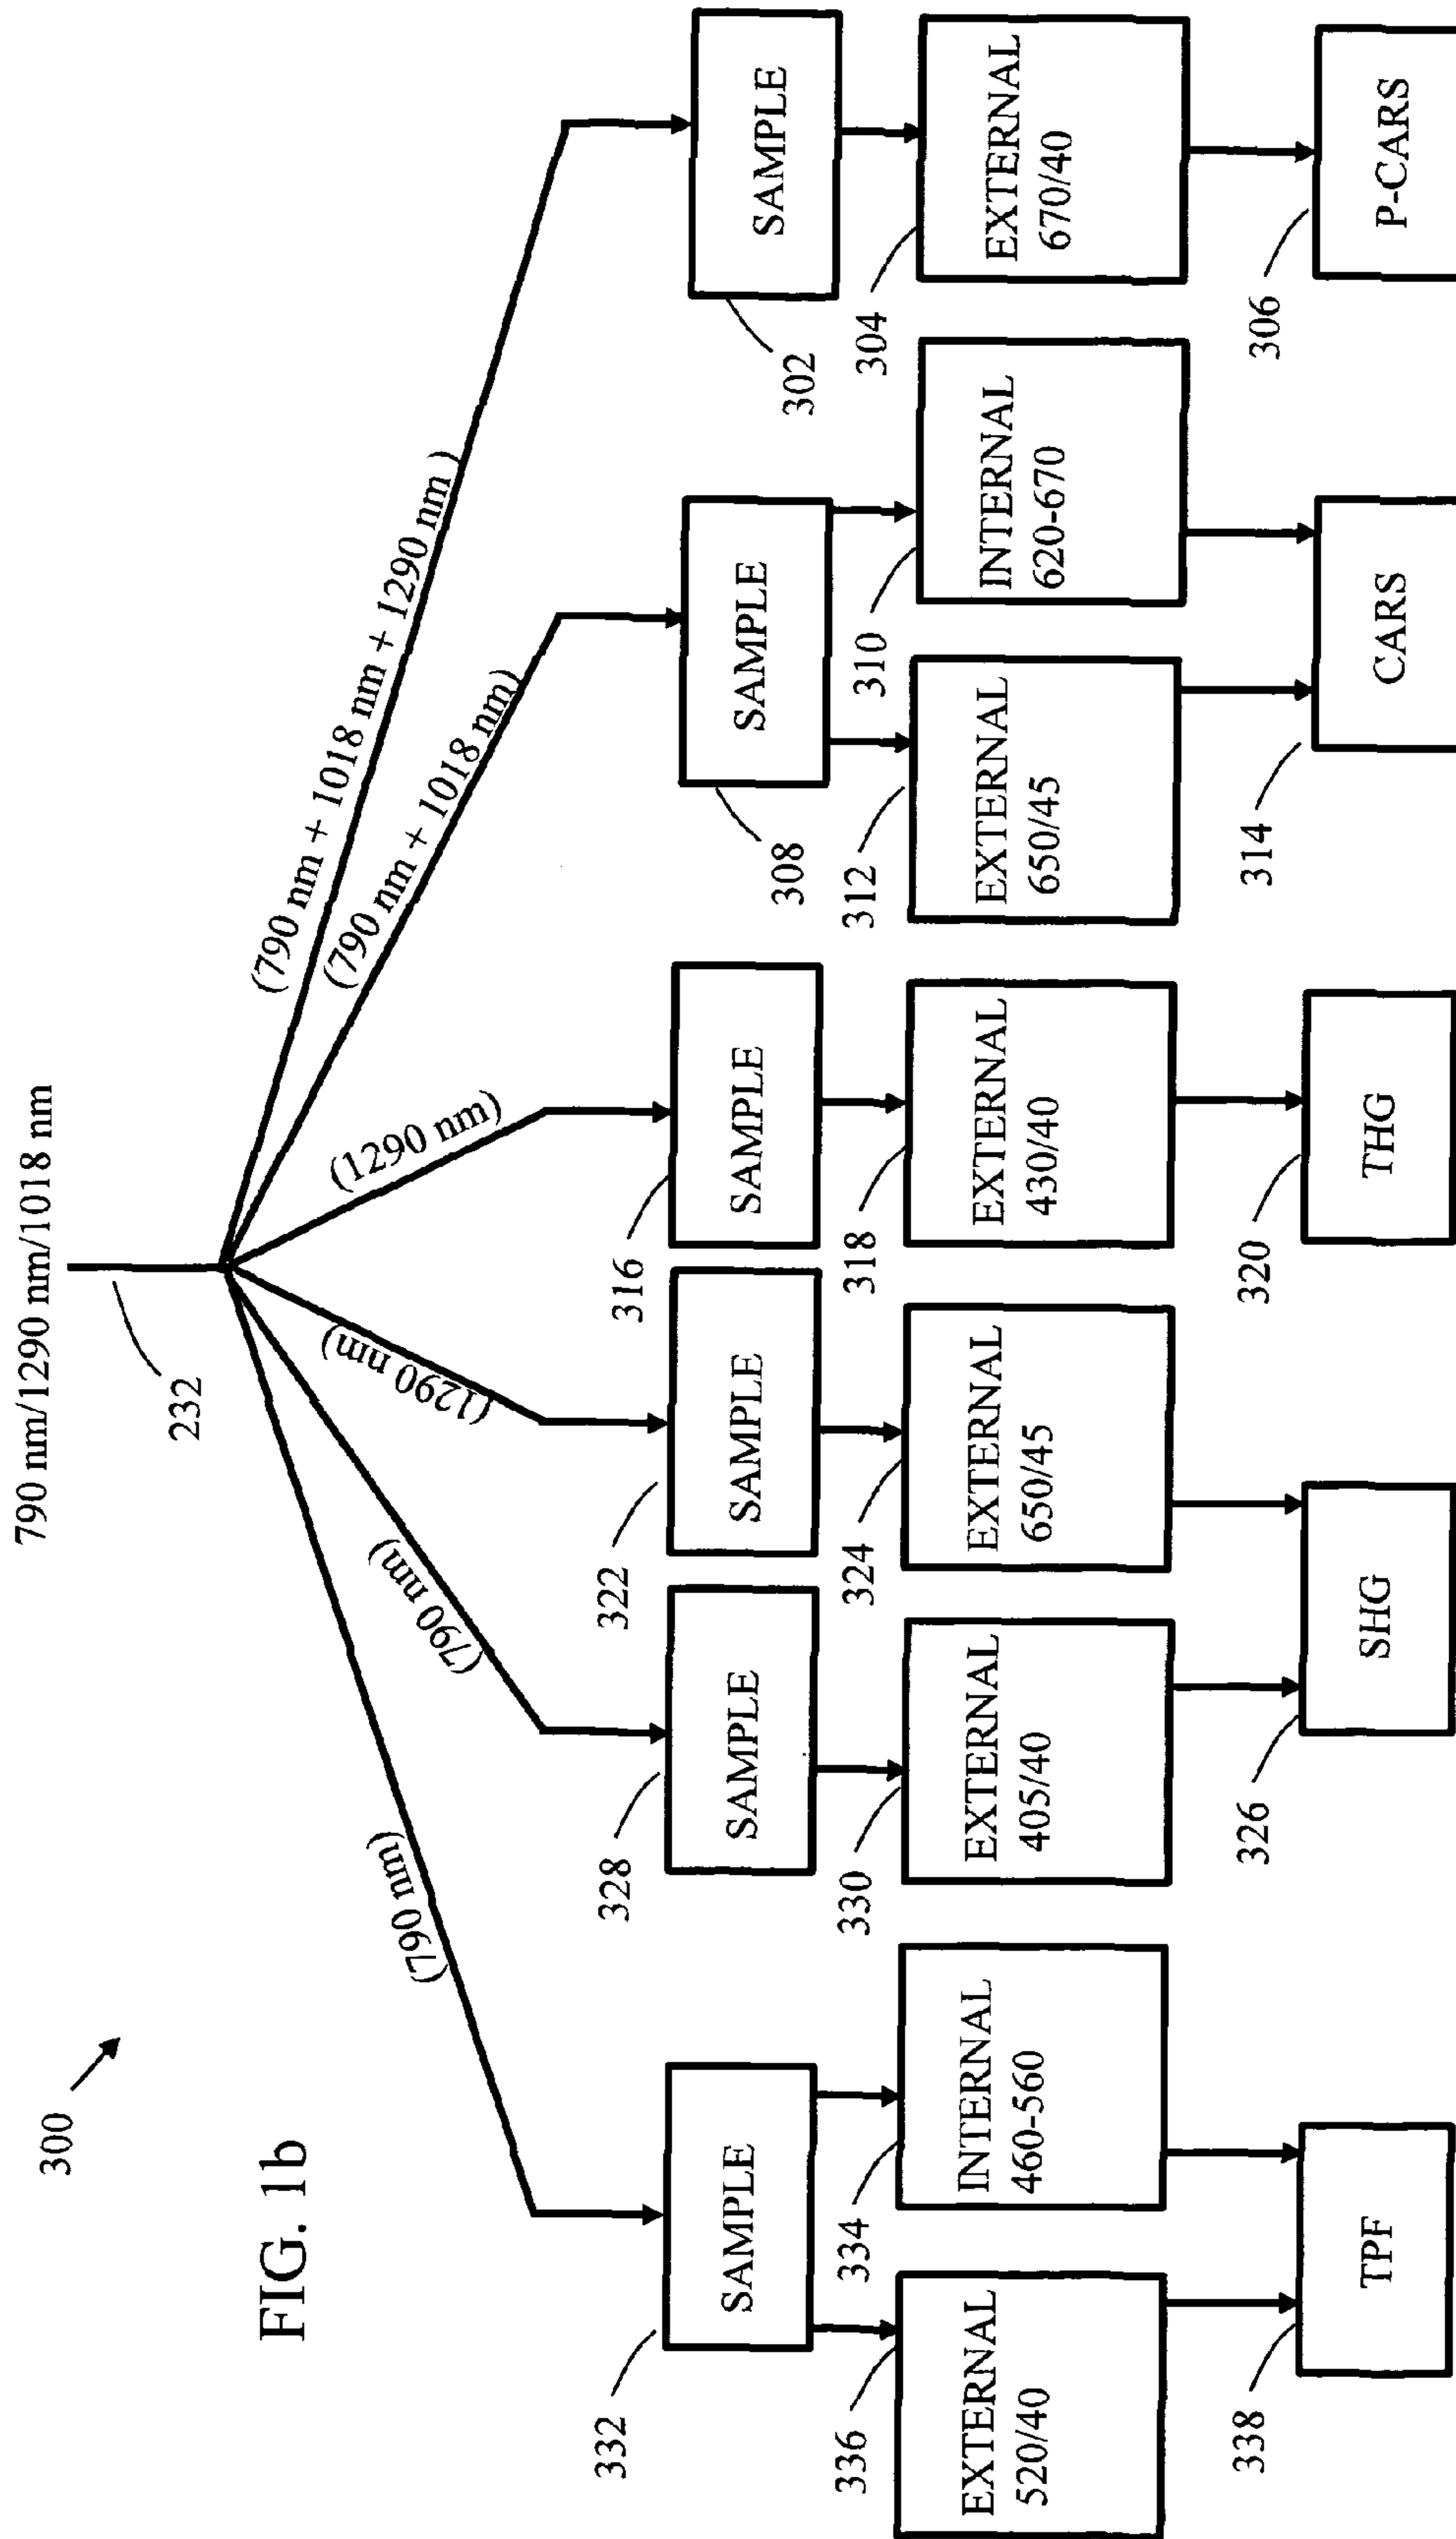 790 nm/1290 nm/1018 nm
300
FIG. 1b
232
(790 nm)
(790 nm)
(1290 nm)
(1290 nm)
(790 nm + 1018 nm)
(790 nm + 1018 nm + 1290 nm )
332
SAMPLE
328
SAMPLE
322
SAMPLE
316
SAMPLE
308
SAMPLE
302
SAMPLE
336
EXTERNAL
520/40
334
INTERNAL
460-560
330
EXTERNAL
405/40
324
EXTERNAL
650/45
318
EXTERNAL
430/40
312
EXTERNAL
650/45
310
INTERNAL
620-670
304
EXTERNAL
670/40
338
TPF
326
SHG
320
THG
314
CARS
306
P-CARS